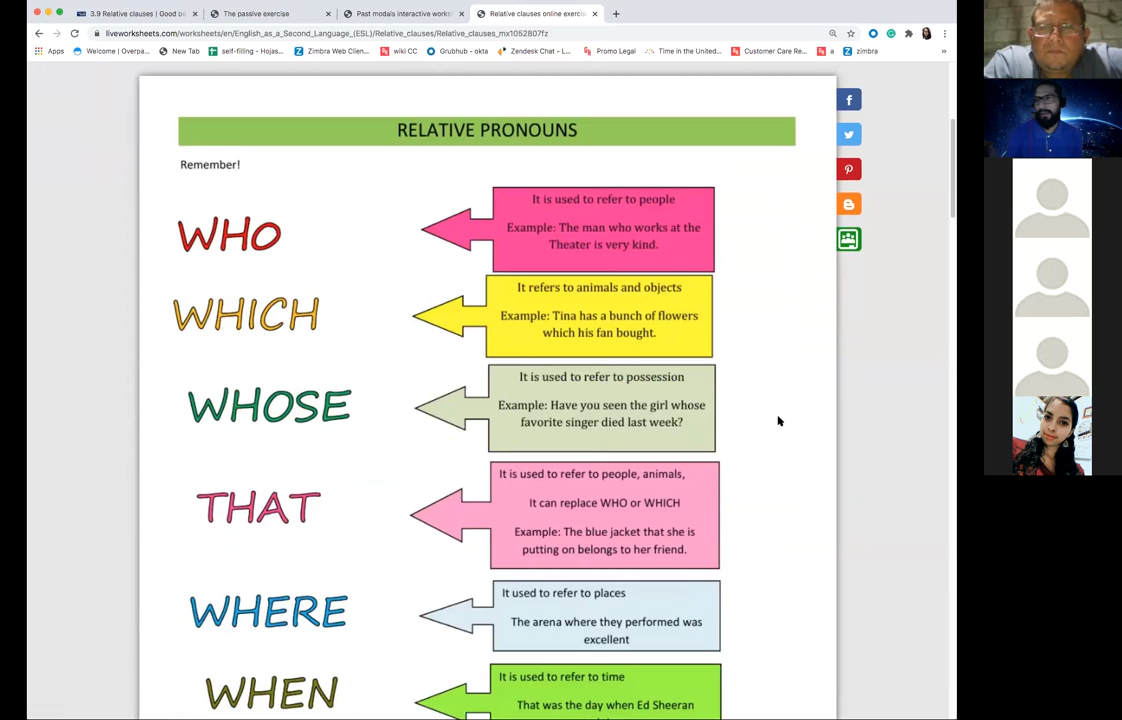 3.9 Relative clauses | Good bo
The passive exercise
Past modals interactive works
Relative clauses online exerci
liveworksheets.com/worksheets/en/English_as_a_Second_Language_(ESL)/Relative_clauses/Relative_clauses_mx1052807fz
Apps
Welcome | Overpa...
New Tab
self-filling - Hojas...
Zimbra Web Clien...
wiki CC
Grubhub - okta
Zendesk Chat - L...
Promo Legal
Time in the United...
Customer Care Re...
a
zimbra
»
RELATIVE PRONOUNS
Remember!
WHO
It is used to refer to people
Example: The man who works at the
Theater is very kind.
WHICH
It refers to animals and objects
Example: Tina has a bunch of flowers
which his fan bought.
WHOSE
It is used to refer to possession
Example: Have you seen the girl whose
favorite singer died last week?
THAT
It is used to refer to people, animals,
It can replace WHO or WHICH
Example: The blue jacket that she is
putting on belongs to her friend.
WHERE
It used to refer to places
The arena where they performed was
excellent
WHEN
It is used to refer to time
That was the day when Ed Sheeran